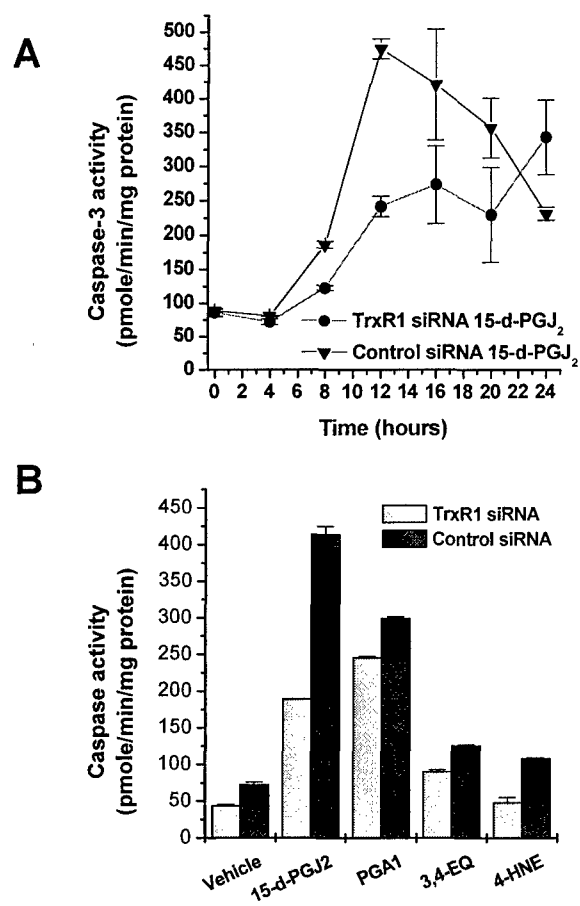 A
500
450
400
350
300
250
200
150
100
50
0
Caspase-3 activity
(pmole/min/mg protein)
TrxR1 siRNA 15-d-PGJ2
Control siRNA 15-d-PGJ2
0 2 4 6 8 10 12 14 16 18 20 22 24
Time (hours)
B
450
400
350
300
250
200
150
100
50
0
Caspase activity
(pmole/min/mg protein)
TrxR1 siRNA
Control siRNA
Vehicle
15-d-PGJ2
PGA1
3,4-EQ
4-HNE